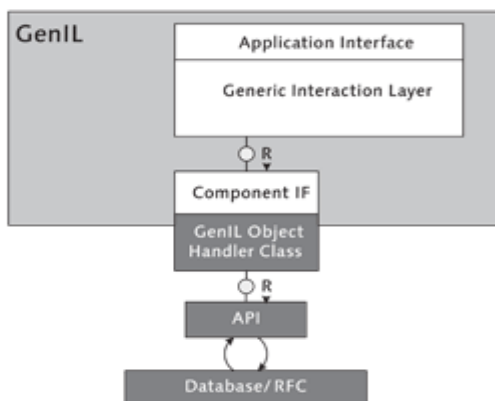 GenIL
Application Interface
Generic Interaction Layer
R
Component IF
GenIL Object
Handler Class
R
API
Database/RFC